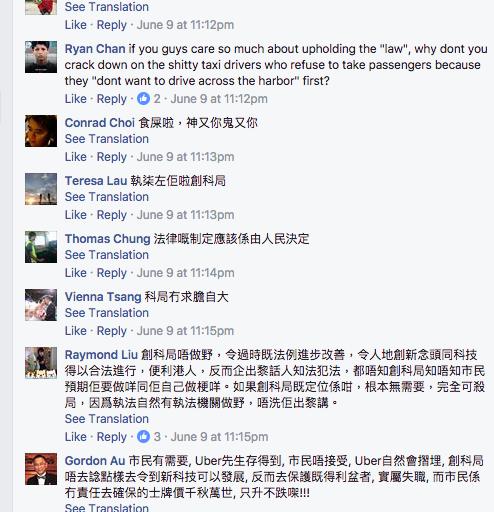 See Translation
Like · Reply · June 9 at 11:12pm
Ryan Chan if you guys care so much about upholding the "law", why dont you
crack down on the shitty taxi drivers who refuse to take passengers because
they "dont want to drive across the harbor" first?
Like · Reply · 2 · June 9 at 11:12pm
Conrad Choi 食屎啦，神又你鬼又你
See Translation
Like · Reply · June 9 at 11:13pm
Teresa Lau 執柒左佢啦創科局
See Translation
Like · Reply · June 9 at 11:13pm
Thomas Chung 法律嘅制定應該係由人民決定
See Translation
Like · Reply · June 9 at 11:14pm
Vienna Tsang 科局冇求膽自大
See Translation
Like · Reply · June 9 at 11:15pm
Raymond Liu 創科局唔做野，令過時既法例進步改善，令人地創新念頭同科技
得以合法進行，便利港人，反而企出黎話人知法犯法，都唔知創科局知唔知市民
預期佢要做咩同佢自己做梗咩。如果創科局既定位係咁，根本無需要，完全可殺
局，因爲執法自然有執法機關做野，唔洗佢出黎講。
See Translation
Like · Reply · 3 · June 9 at 11:15pm
Gordon Au 市民有需要, Uber先生存得到, 市民唔接受, Uber自然會摺埋, 創科局
唔去諗點樣去令到新科技可以發展, 反而去保護既得利益者, 實屬失職, 而市民係
冇責任去確保的士牌價千秋萬世, 只升不跌㗎!!!
See Translation